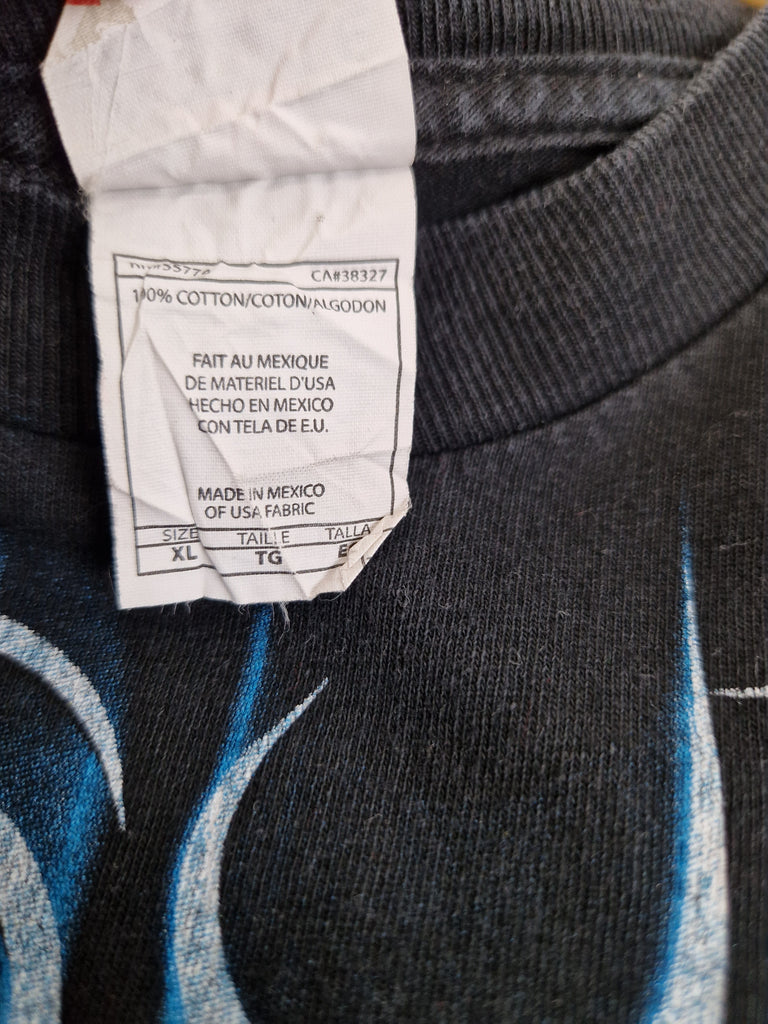 CA#38327
100% COTTON/COTON/ALGODON
FAIT AU MEXIQUE
DE MATERIEL D'USA
HECHO EN MEXICO
CON TELA DE E.U.
MADE IN MEXICO
OF USA FABRIC
SIZE TAILLE TALLA
XL TG